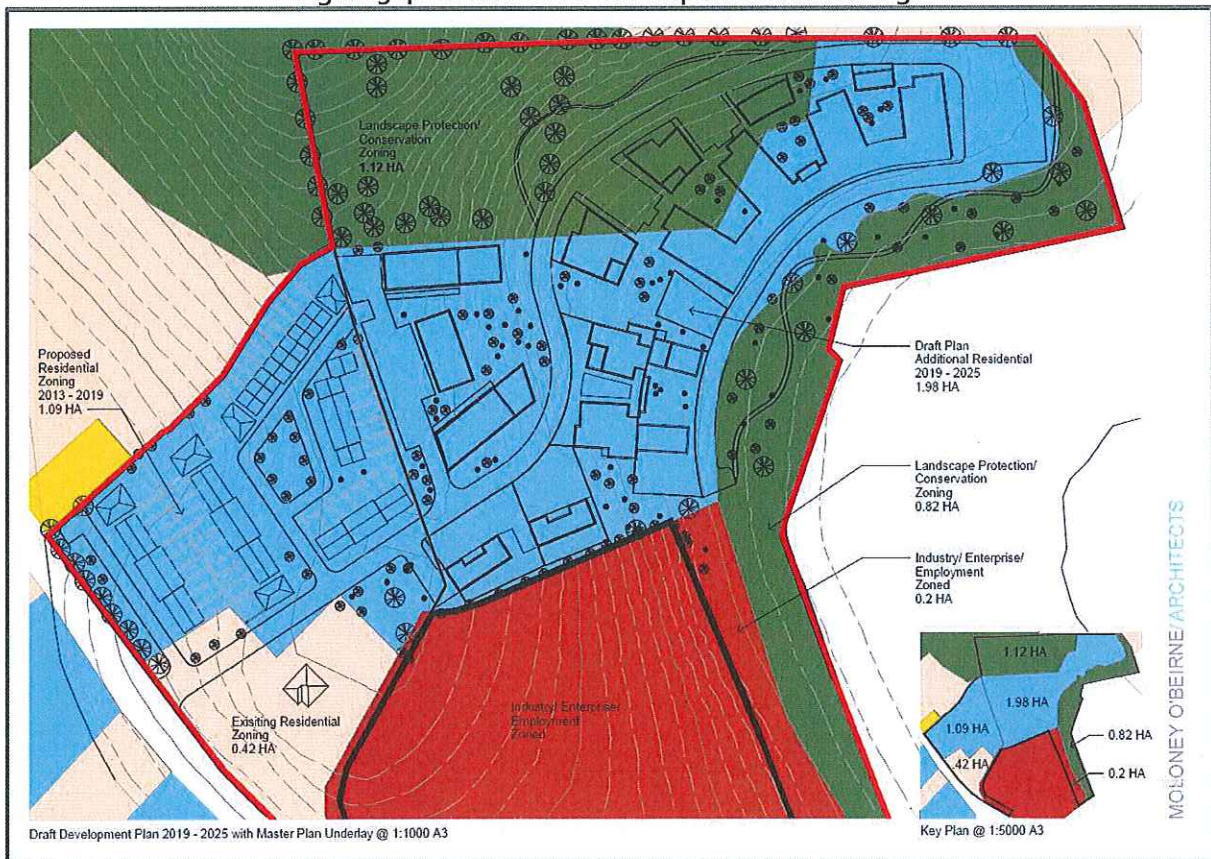 Landscape Protection/
Conservation
Zoning
1.12 HA
Proposed
Residential
Zoning
2013 - 2019
1.09 HA
Draft Plan
Additional Residential
2019 - 2025
1.98 HA
Landscape Protection/
Conservation
Zoning
0.82 HA
Industry/ Enterprise/
Employment
Zoned
0.2 HA
Exisiting Residential
Zoning
0.42 HA
Industry/ Enterprise/
Employment
Zoned
1.12 HA
1.98 HA
1.09 HA
.42 HA
0.82 HA
0.2 HA
MOLONEY O'BEIRNE/ARCHITECTS
Draft Development Plan 2019 - 2025 with Master Plan Underlay @ 1:1000 A3
Key Plan @ 1:5000 A3